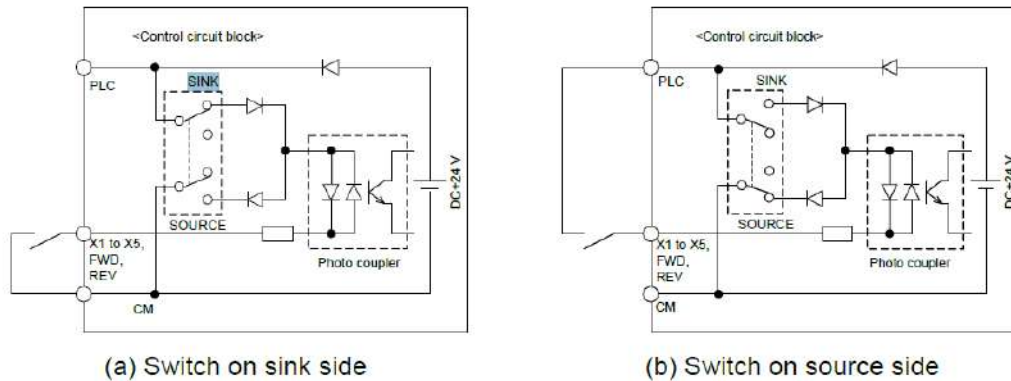 <Control circuit block>
PLC
SINK
DC+24 V
SOURCE
X1 to X5,
FWD,
REV
Photo coupler
CM
(a) Switch on sink side
<Control circuit block>
PLC
SINK
DC+24 V
SOURCE
X1 to X5,
FWD,
REV
Photo coupler
CM
(b) Switch on source side